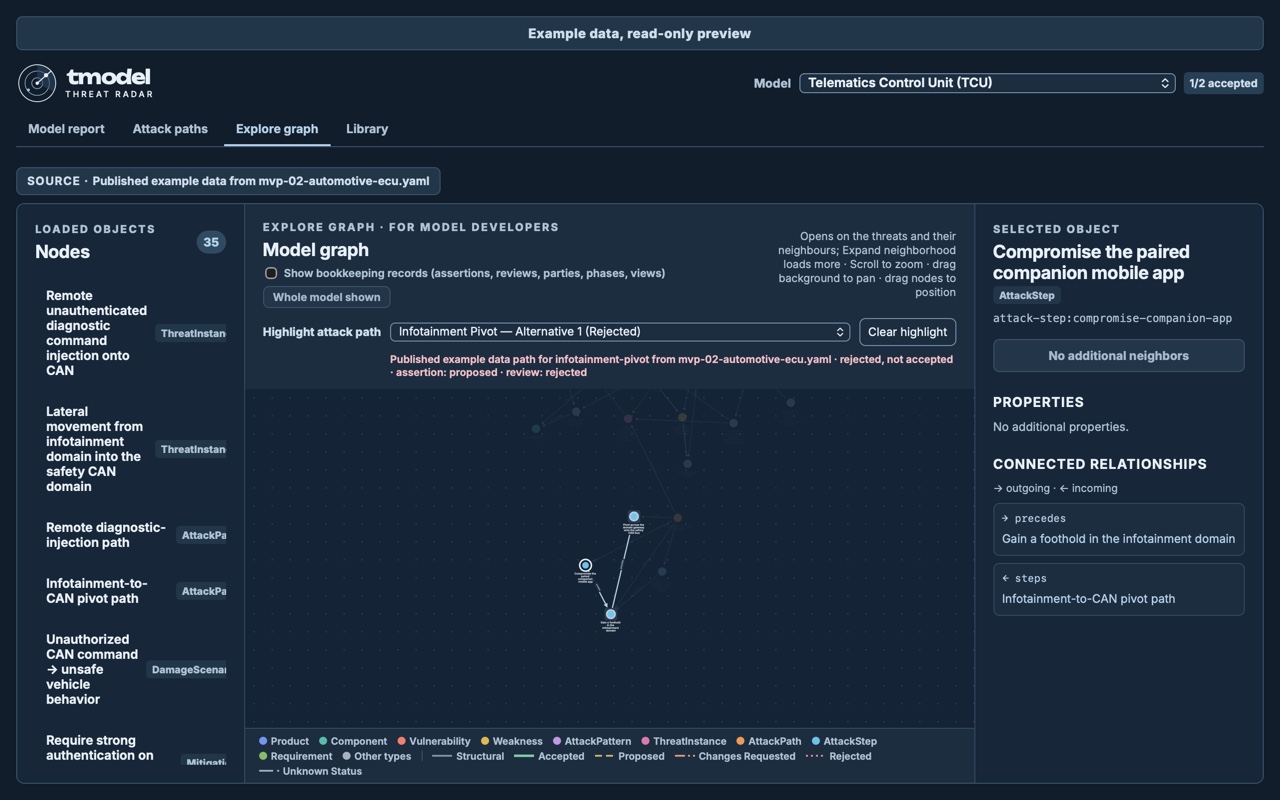 Example data, read-only preview
tmodel
THREAT RADAR
Model
Telematics Control Unit (TCU)
1/2 accepted
Model report
Attack paths
Explore graph
Library
SOURCE · Published example data from mvp-02-automotive-ecu.yaml
LOADED OBJECTS
Nodes
35
Remote
unauthenticated
diagnostic
command
injection onto
CAN
ThreatInstan
Lateral
movement from
infotainment
domain into the
safety CAN
domain
ThreatInstan
Remote diagnostic-
injection path
AttackPa
Infotainment-to-
CAN pivot path
AttackPa
Unauthorized
CAN command
→ unsafe
vehicle
behavior
DamageScenar
Require strong
authentication on
Mitigati
EXPLORE GRAPH · FOR MODEL DEVELOPERS
Model graph
Show bookkeeping records (assertions, reviews, parties, phases, views)
Whole model shown
Opens on the threats and their
neighbours; Expand neighborhood
loads more · Scroll to zoom · drag
background to pan · drag nodes to
position
Highlight attack path
Infotainment Pivot — Alternative 1 (Rejected)
Clear highlight
Published example data path for infotainment-pivot from mvp-02-automotive-ecu.yaml · rejected, not accepted
· assertion: proposed · review: rejected
Product
Component
Vulnerability
Weakness
AttackPattern
ThreatInstance
AttackPath
AttackStep
Requirement
Other types
Structural
Accepted
Proposed
Changes Requested
Rejected
Unknown Status
SELECTED OBJECT
Compromise the paired
companion mobile app
AttackStep
attack-step:compromise-companion-app
No additional neighbors
PROPERTIES
No additional properties.
CONNECTED RELATIONSHIPS
→ outgoing · ← incoming
→ precedes
Gain a foothold in the infotainment domain
← steps
Infotainment-to-CAN pivot path